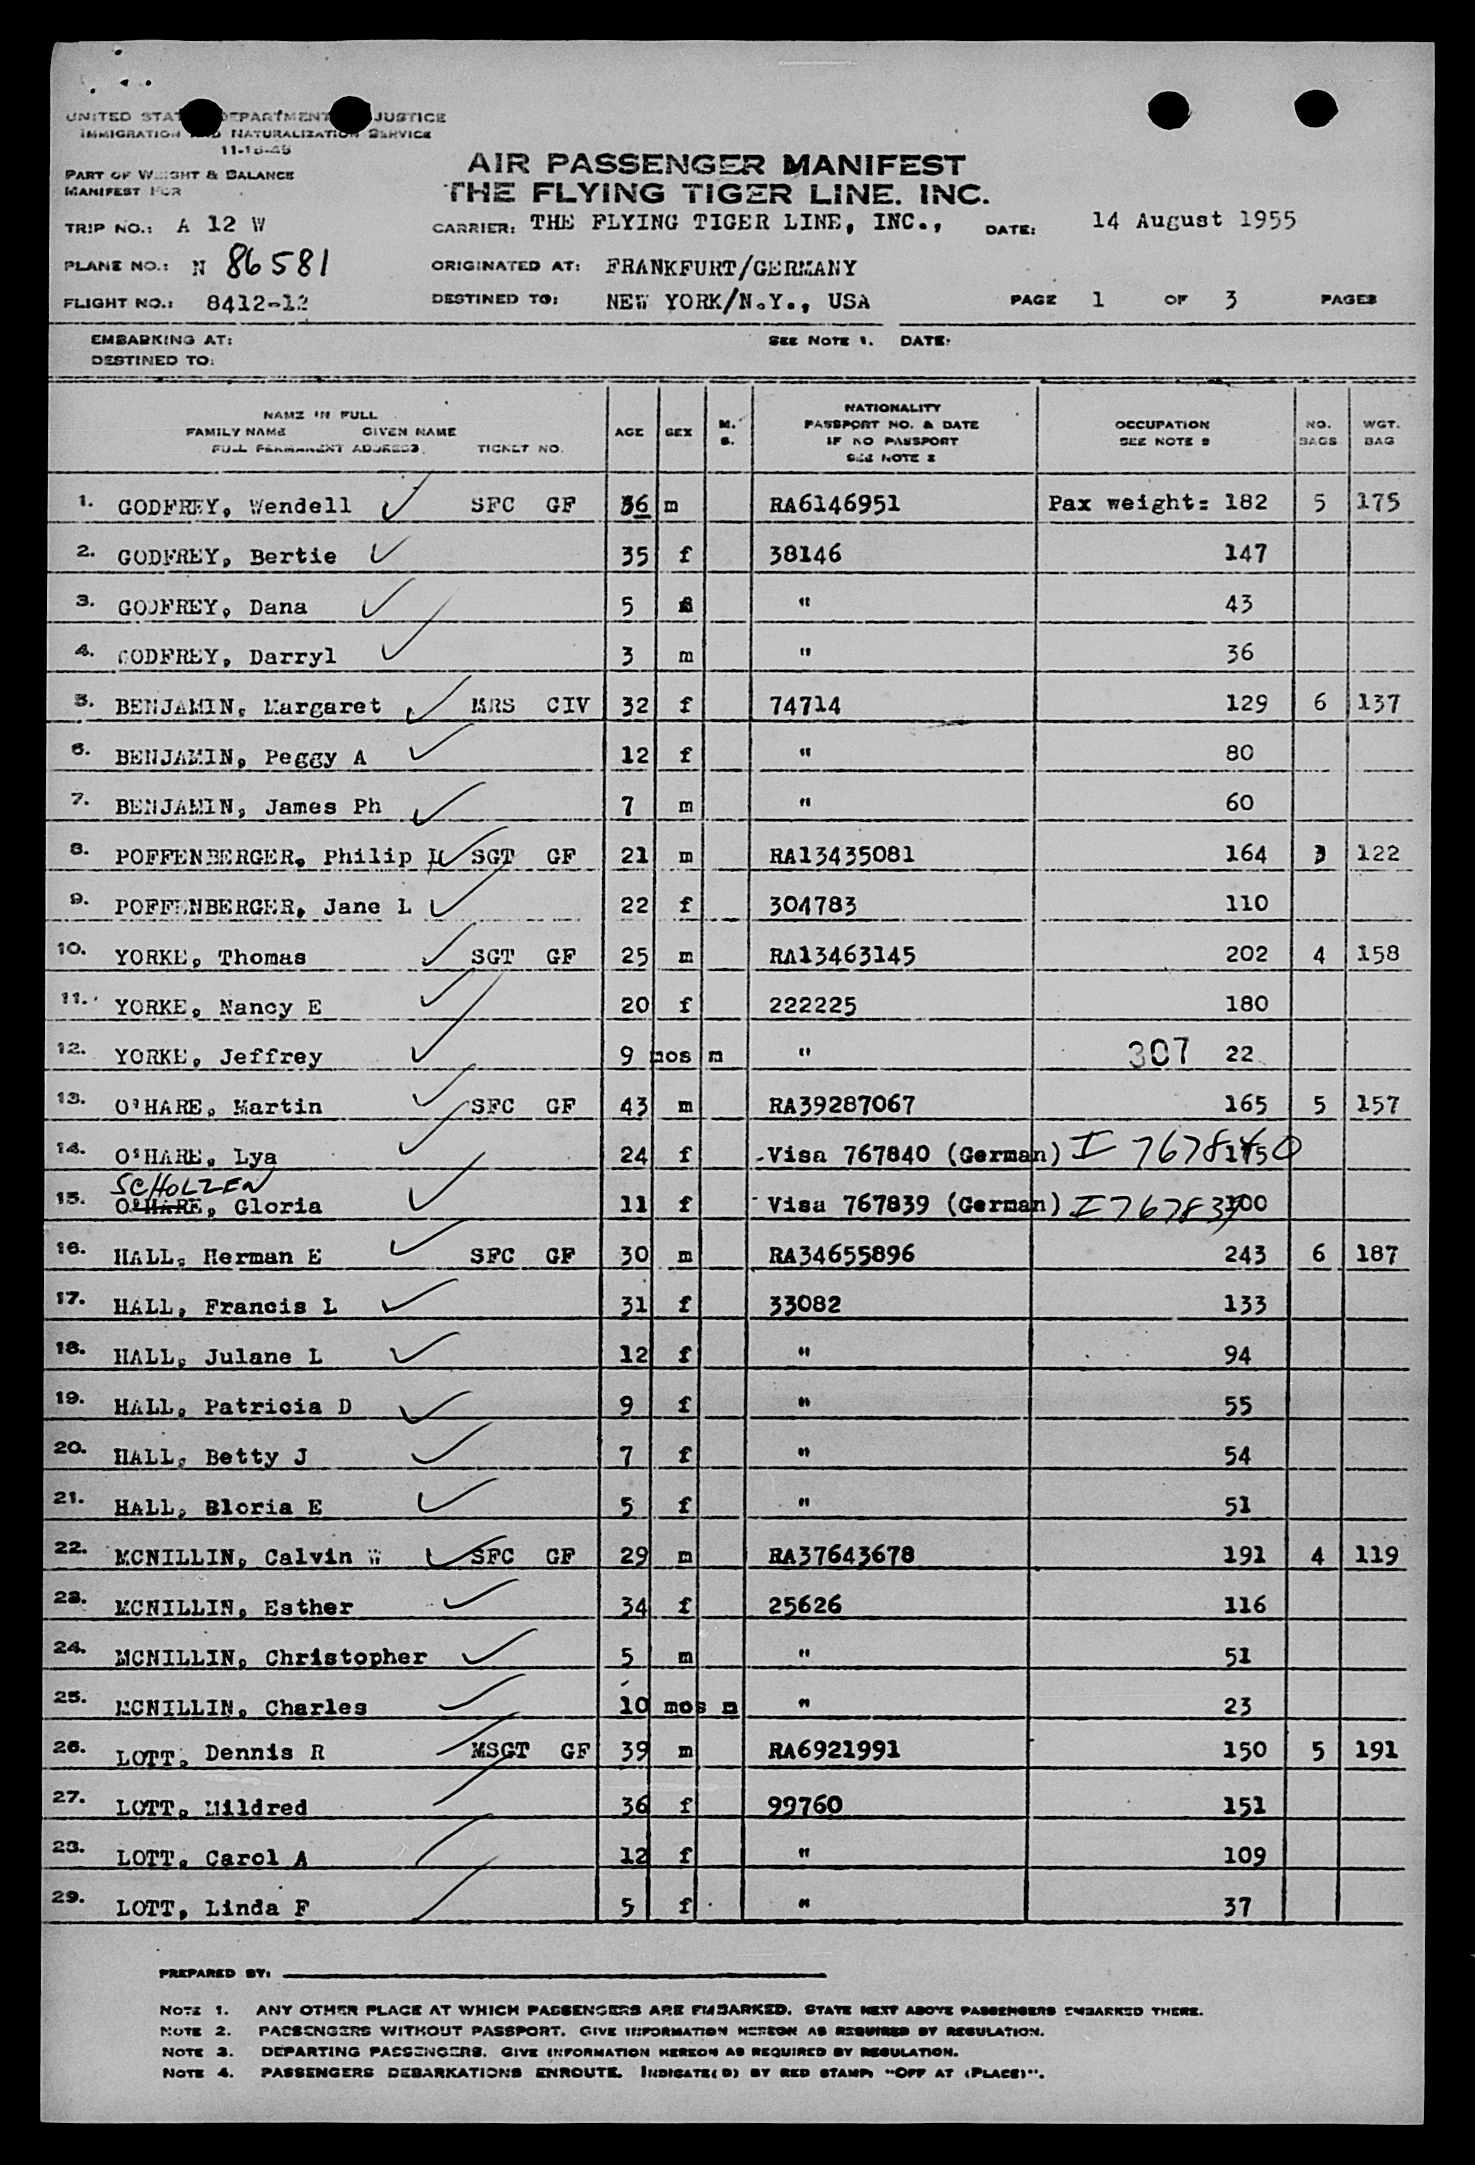 UNITED STATES DEPARTMENT OF JUSTICE
IMMIGRATION AND NATURALIZATION SERVICE
11-15-45
PART OF WEIGHT & BALANCE
MANIFEST FOR
AIR PASSENGER MANIFEST
THE FLYING TIGER LINE. INC.
TRIP NO.: A 12 W CARRIER: THE FLYING TIGER LINE, INC., DATE: 14 August 1955
PLANE NO.: N 86581 ORIGINATED AT: FRANKFURT/GERMANY
FLIGHT NO.: 8412-12 DESTINED TO: NEW YORK/N.Y., USA PAGE 1 OF 3 PAGES
EMBARKING AT: SEE NOTE 1. DATE:
DESTINED TO:
NAME IN FULL
FAMILY NAME GIVEN NAME
FULL PERMANENT ADDRESS TICKET NO. AGE SEX M. S. NATIONALITY PASSPORT NO. & DATE IF NO PASSPORT SEE NOTE 2 OCCUPATION SEE NOTE 3 NO. BAGS WGT. BAG
1. GODFREY, Wendell SFC GF 36 m RA6146951 Pax weight: 182 5 175
2. GODFREY, Bertie 35 f 38146 147
3. GODFREY, Dana 5 " 43
4. GODFREY, Darryl 3 m " 36
5. BENJAMIN, Margaret MRS CIV 32 f 74714 129 6 137
6. BENJAMIN, Peggy A 12 f " 80
7. BENJAMIN, James Ph 7 m " 60
8. POFFENBERGER, Philip SGT GF 21 m RA13435081 164 3 122
9. POFFENBERGER, Jane L 22 f 304783 110
10. YORKE, Thomas SGT GF 25 m RA13463145 202 4 158
11. YORKE, Nancy E 20 f 222225 180
12. YORKE, Jeffrey 9 mos m " 307 22
13. O'HARE, Martin SFC GF 43 m RA39287067 165 5 157
14. O'HARE, Lya 24 f Visa 767840 (German) I 767840 150
SCHOLZEN
15. O'HARE, Gloria 11 f Visa 767839 (German) I 767839 100
16. HALL, Herman E SFC GF 30 m RA34655896 243 6 187
17. HALL, Francis L 31 f 33082 133
18. HALL, Julane L 12 f " 94
19. HALL, Patricia D 9 f " 55
20. HALL, Betty J 7 f " 54
21. HALL, Bloria E 5 f " 51
22. MCNILLIN, Calvin W SFC GF 29 m RA37643678 191 4 119
23. MCNILLIN, Esther 34 f 25626 116
24. MCNILLIN, Christopher 5 m " 51
25. MCNILLIN, Charles 10 mos m " 23
26. LOTT, Dennis R MSGT GF 39 m RA6921991 150 5 191
27. LOTT, Mildred 36 f 99760 151
28. LOTT, Carol A 12 f " 109
29. LOTT, Linda F 5 f " 37
PREPARED BY:
NOTE 1. ANY OTHER PLACE AT WHICH PASSENGERS ARE EMBARKED. STATE NEXT ABOVE PASSENGERS EMBARKED THERE.
NOTE 2. PASSENGERS WITHOUT PASSPORT. GIVE INFORMATION HEREON AS REQUIRED BY REGULATION.
NOTE 3. DEPARTING PASSENGERS. GIVE INFORMATION HEREON AS REQUIRED BY REGULATION.
NOTE 4. PASSENGERS DEBARKATIONS ENROUTE. INDICATE(D) BY RED STAMP, "OFF AT (PLACE)".